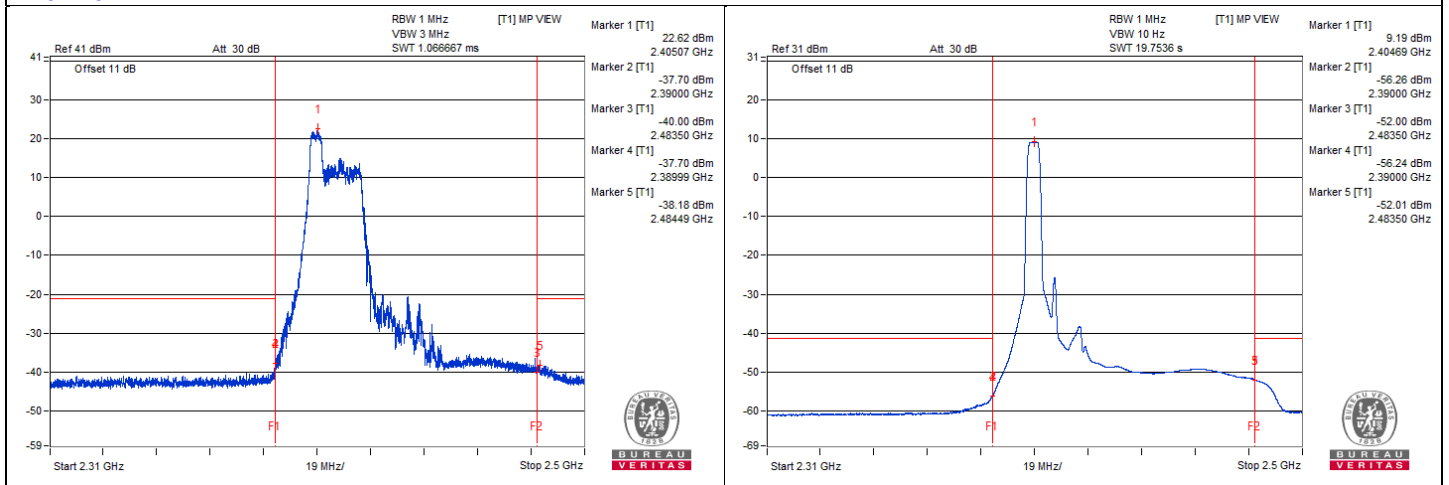 RBW 1 MHz [T1] MP VIEW
VBW 3 MHz
Ref 41 dBm Att 30 dB SWT 1.066667 ms
Offset 11 dB
41
30
20
10
0
-10
-20
-30
-40
-50
-59
1
5
3
F1
F2
Start 2.31 GHz 19 MHz/ Stop 2.5 GHz
Marker 1 [T1]
22.62 dBm
2.40507 GHz
Marker 2 [T1]
-37.70 dBm
2.39000 GHz
Marker 3 [T1]
-40.00 dBm
2.48350 GHz
Marker 4 [T1]
-37.70 dBm
2.38999 GHz
Marker 5 [T1]
-38.18 dBm
2.48449 GHz
BUREAU VERITAS
1828
BUREAU
VERITAS
RBW 1 MHz [T1] MP VIEW
VBW 10 Hz
Ref 31 dBm Att 30 dB SWT 19.7536 s
Offset 11 dB
31
20
10
0
-10
-20
-30
-40
-50
-60
-69
1
F1
F2
Start 2.31 GHz 19 MHz/ Stop 2.5 GHz
Marker 1 [T1]
9.19 dBm
2.40469 GHz
Marker 2 [T1]
-56.26 dBm
2.39000 GHz
Marker 3 [T1]
-52.00 dBm
2.48350 GHz
Marker 4 [T1]
-56.24 dBm
2.39000 GHz
Marker 5 [T1]
-52.01 dBm
2.48350 GHz
BUREAU VERITAS
1828
BUREAU
VERITAS